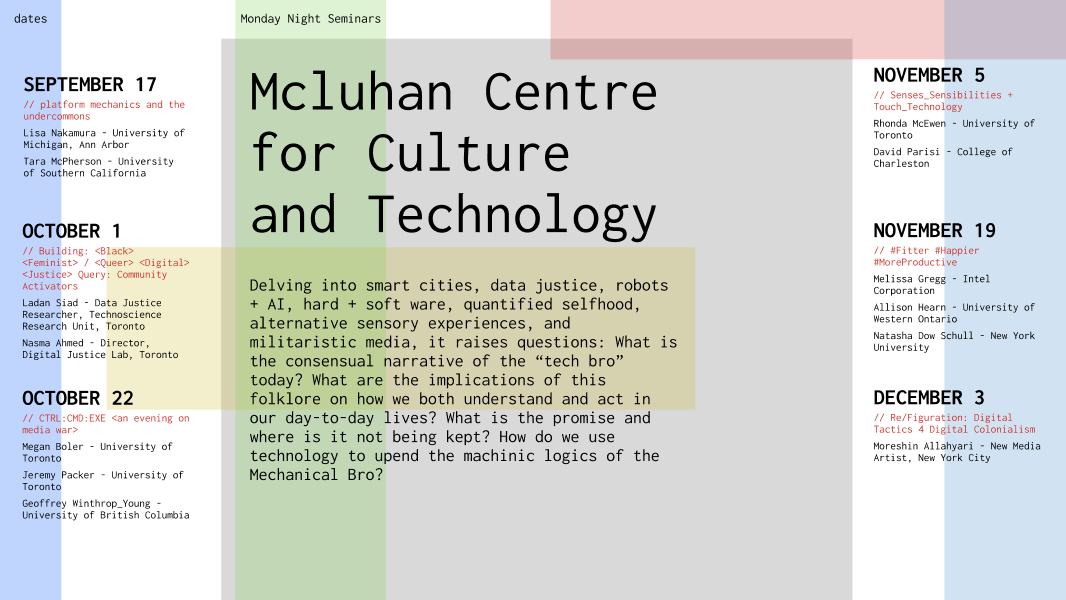 dates
Monday Night Seminars
SEPTEMBER 17
// platform mechanics and the
undercommons
Lisa Nakamura - University of
Michigan, Ann Arbor
Tara McPherson - University
of Southern California
OCTOBER 1
// Building: <Black>
<Feminist> / <Queer> <Digital>
<Justice> Query: Community
Activators
Ladan Siad - Data Justice
Researcher, Technoscience
Research Unit, Toronto
Nasma Ahmed - Director,
Digital Justice Lab, Toronto
OCTOBER 22
// CTRL:CMD:EXE <an evening on
media war>
Megan Boler - University of
Toronto
Jeremy Packer - University of
Toronto
Geoffrey Winthrop_Young -
University of British Columbia
Mcluhan Centre
for Culture
and Technology
Delving into smart cities, data justice, robots
+ AI, hard + soft ware, quantified selfhood,
alternative sensory experiences, and
militaristic media, it raises questions: What is
the consensual narrative of the “tech bro”
today? What are the implications of this
folklore on how we both understand and act in
our day-to-day lives? What is the promise and
where is it not being kept? How do we use
technology to upend the machinic logics of the
Mechanical Bro?
NOVEMBER 5
// Senses_Sensibilities +
Touch_Technology
Rhonda McEwen - University of
Toronto
David Parisi - College of
Charleston
NOVEMBER 19
// #Fitter #Happier
#MoreProductive
Melissa Gregg - Intel
Corporation
Allison Hearn - University of
Western Ontario
Natasha Dow Schull - New York
University
DECEMBER 3
// Re/Figuration: Digital
Tactics 4 Digital Colonialism
Moreshin Allahyari - New Media
Artist, New York City